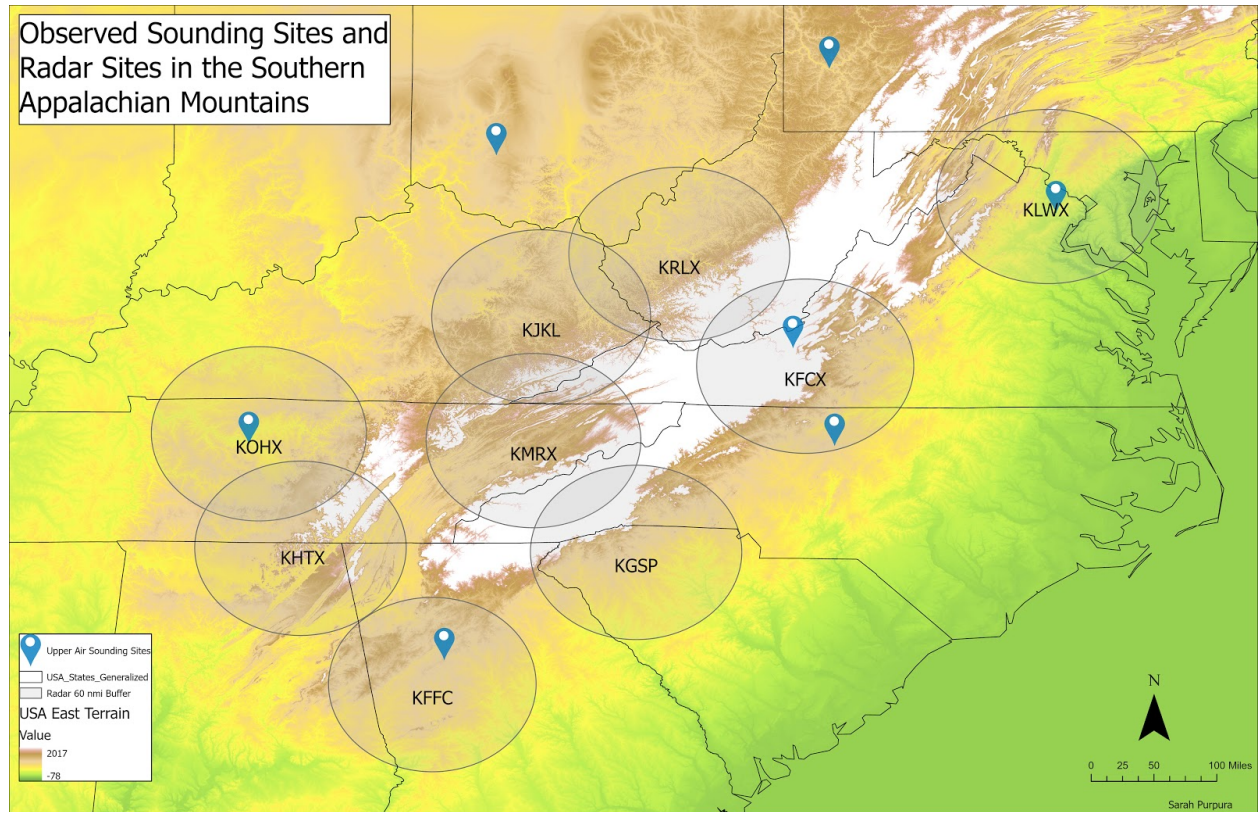 Observed Sounding Sites and
Radar Sites in the Southern
Appalachian Mountains
KLWX
KRLX
KJKL
KFCX
KOHX
KMRX
KHTX
KGSP
KFFC
Upper Air Sounding Sites
USA_States_Generalized
Radar 60 nmi Buffer
USA East Terrain
Value
2017
-78
N
0 25 50 100 Miles
Sarah Purpura